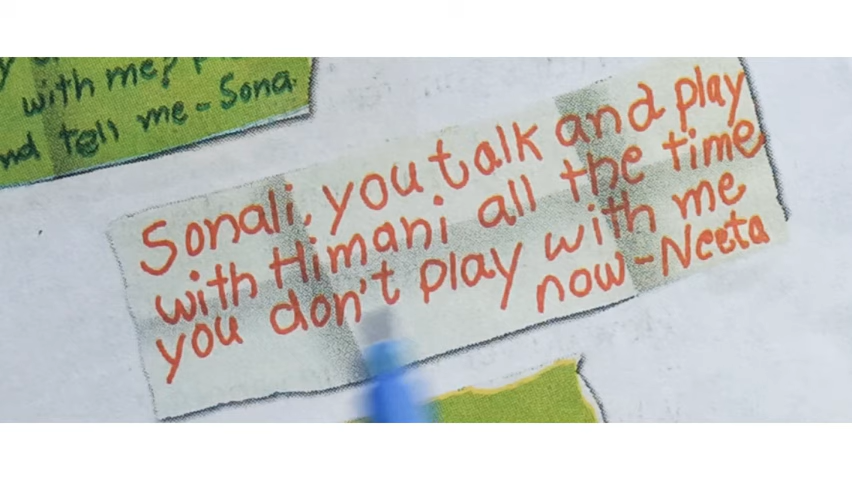 with me?
nd tell me - Sona
Sonali, you talk and play
with Himani all the time
you don't play with me
now - Neeta